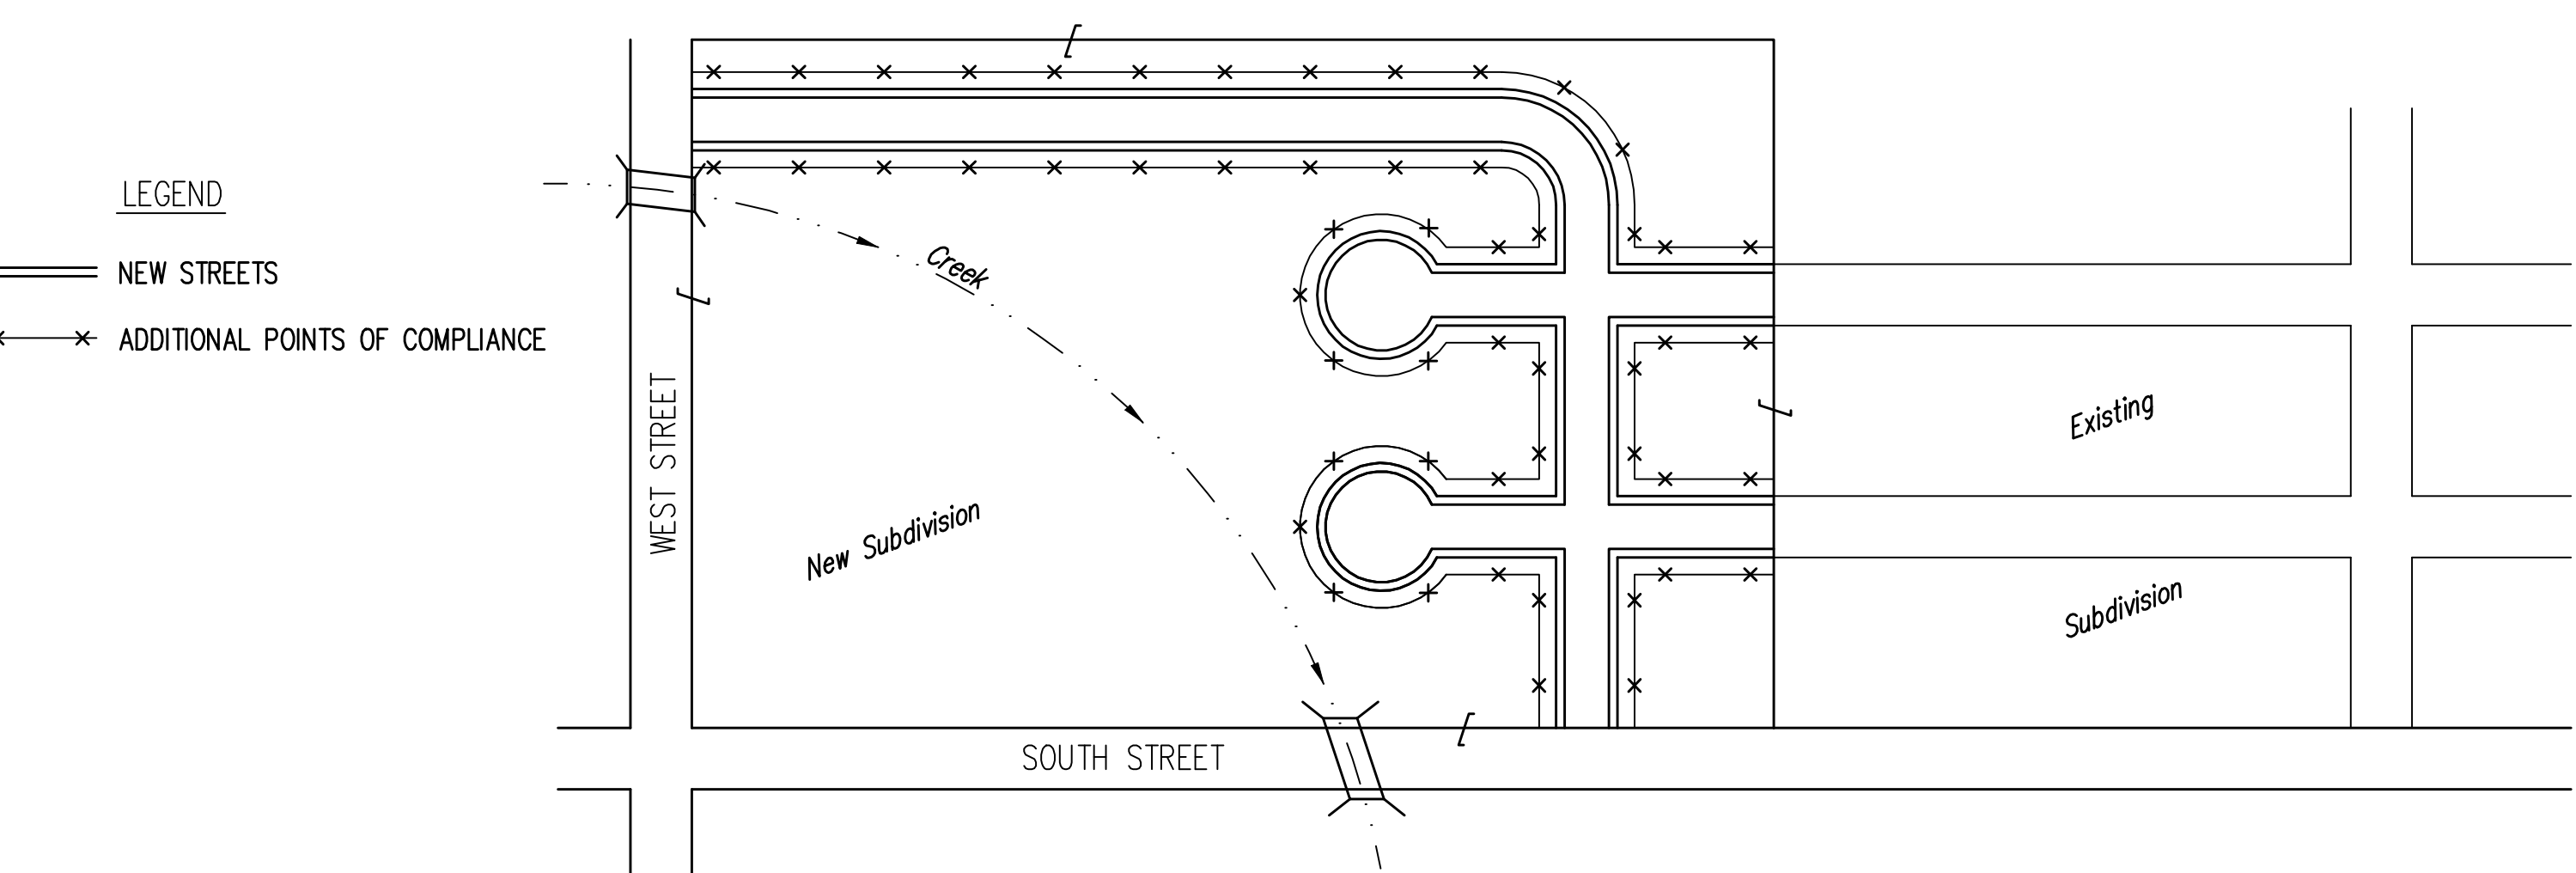 LEGEND
NEW STREETS
ADDITIONAL POINTS OF COMPLIANCE
WEST STREET
Creek
New Subdivision
SOUTH STREET
Existing
Subdivision